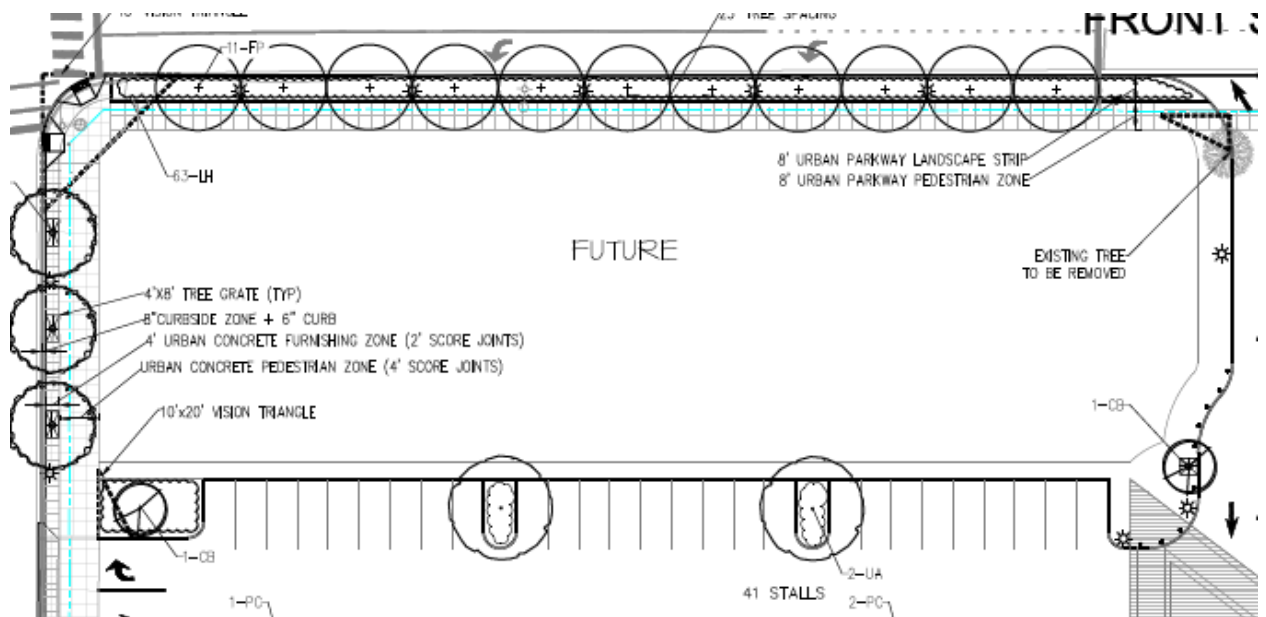 10' VISION TRIANGLE
25' TREE SPACING
FRONT S
11-FP
63-LH
8' URBAN PARKWAY LANDSCAPE STRIP
8' URBAN PARKWAY PEDESTRIAN ZONE
FUTURE
EXISTING TREE
TO BE REMOVED
4'X8' TREE GRATE (TYP)
8"CURBSIDE ZONE + 6" CURB
4' URBAN CONCRETE FURNISHING ZONE (2' SCORE JOINTS)
URBAN CONCRETE PEDESTRIAN ZONE (4' SCORE JOINTS)
10'x20' VISION TRIANGLE
1-CB
1-CB
2-UA
41 STALLS
1-PC
2-PC